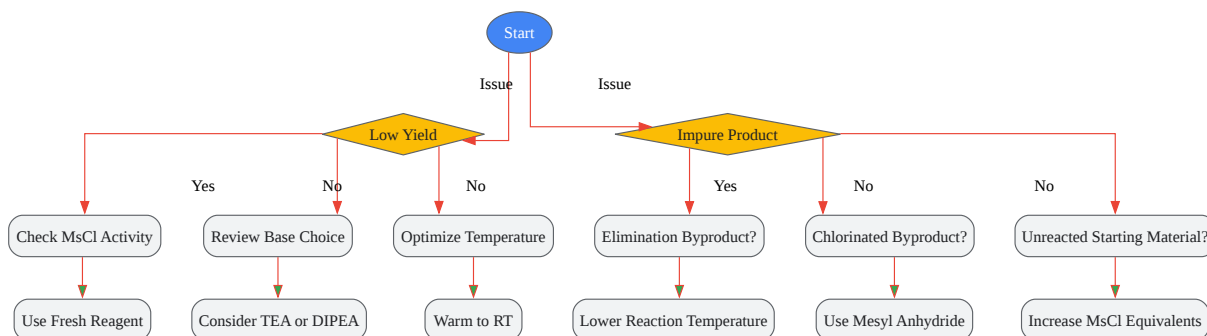 Start
Issue
Issue
Low Yield
Impure Product
Yes
No
No
Yes
No
No
Check MsCl Activity
Review Base Choice
Optimize Temperature
Elimination Byproduct?
Chlorinated Byproduct?
Unreacted Starting Material?
Use Fresh Reagent
Consider TEA or DIPEA
Warm to RT
Lower Reaction Temperature
Use Mesyl Anhydride
Increase MsCl Equivalents